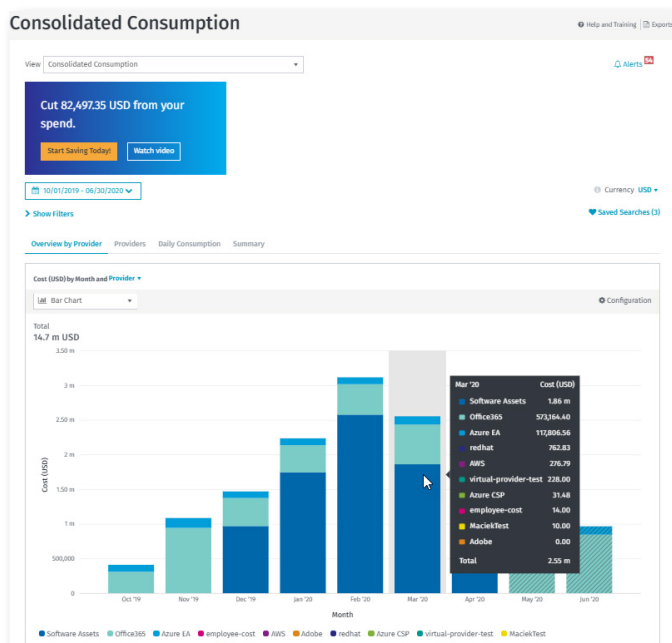 Consolidated Consumption
Help and Training
Exports
View
Consolidated Consumption
Alerts
94
Cut 82,497.35 USD from your
spend.
Start Saving Today!
Watch video
10/01/2019 - 06/30/2020
Currency USD
Show Filters
Saved Searches (3)
Overview by Provider
Providers
Daily Consumption
Summary
Cost (USD) by Month and Provider
Bar Chart
Configuration
Total
14.7 m USD
3.50 m
3 m
2.50 m
2 m
1.50 m
1 m
500,000
0
Cost (USD)
Mar '20 Cost (USD)
Software Assets 1.86 m
Office365 573,164.40
Azure EA 117,806.56
redhat 762.83
AWS 276.79
virtual-provider-test 228.00
Azure CSP 31.48
employee-cost 14.00
MaciekTest 10.00
Adobe 0.00
Total 2.55 m
Oct '19
Nov '19
Dec '19
Jan '20
Feb '20
Mar '20
Apr '20
May '20
Jun '20
Month
Software Assets
Office365
Azure EA
employee-cost
AWS
Adobe
redhat
Azure CSP
virtual-provider-test
MaciekTest